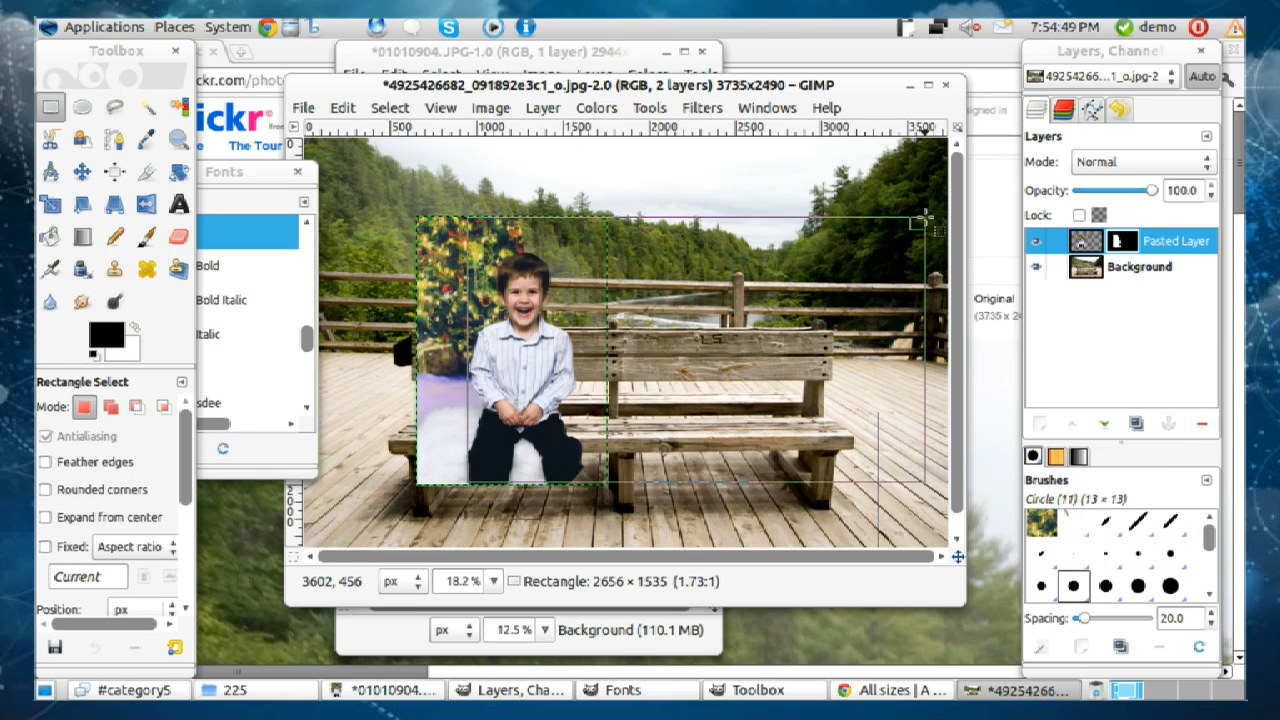 Applications Places System 7:54:49 PM demo
Toolbox
*01010904.JPG-1.0 (RGB, 1 layer) 2944x
Layers, Channel
ckr.com/photo
*4925426682_091892e3c1_o.jpg-2.0 (RGB, 2 layers) 3735x2490 – GIMP
49254266...1_o.jpg-2 Auto
File Edit Select View Image Layer Colors Tools Filters Windows Help
igned in
ickr
0 500 1000 1500 2000 2500 3000 3500
The Tour
Layers
Fonts
Mode: Normal
Opacity: 100.0
Lock:
Pasted Layer
Bold
Background
Bold Italic
Original
(3735 x 24
Italic
Rectangle Select
Mode:
sdee
Antialiasing
Feather edges
Rounded corners
Brushes
Circle (11) (13 × 13)
Expand from center
Fixed: Aspect ratio
Current
3602, 456 px 18.2 % Rectangle: 2656 × 1535 (1.73:1)
Position: px
Spacing: 20.0
px 12.5 % Background (110.1 MB)
#category5 225 *01010904.... Layers, Cha... Fonts Toolbox All sizes | A ... *49254266...